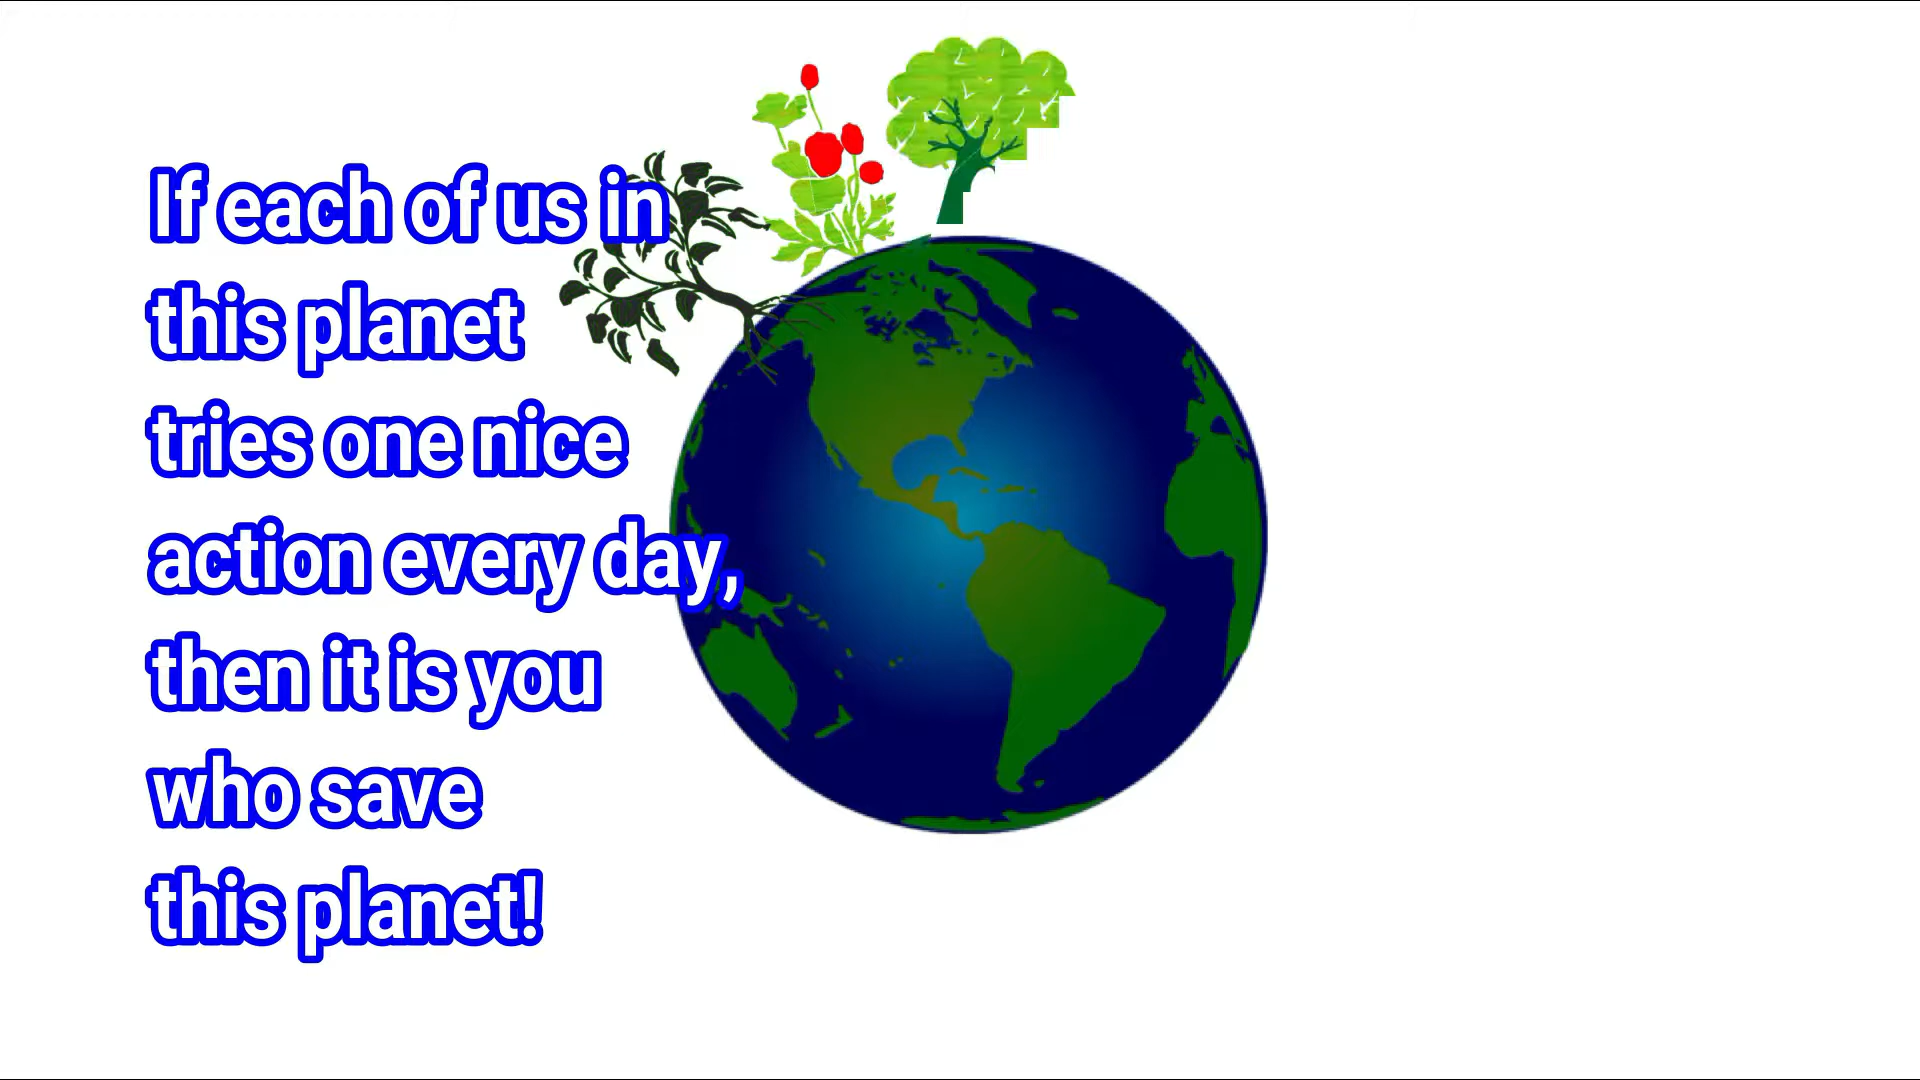 If each of us in
this planet
tries one nice
action every day,
then it is you
who save
this planet!